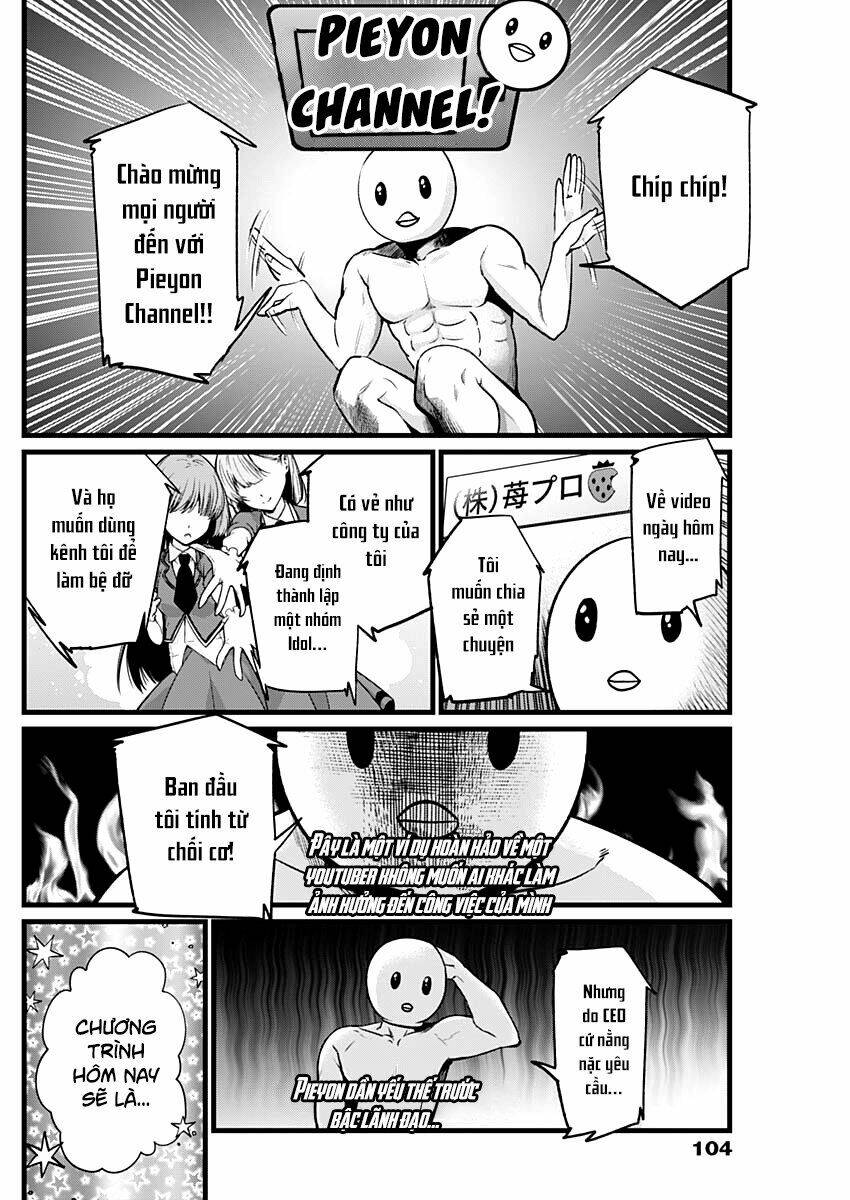 PIEYON
CHANNEL!
Chíp chíp!
Chào mừng
mọi người
đến với
Pieyon
Channel!!
Về video
ngày hôm
nay...
(株)苺プロ
Tôi
muốn chia
sẻ một
chuyện
Có vẻ như
công ty của
tôi
Đang định
thành lập
một nhóm
Idol...
Và họ
muốn dùng
kênh tôi để
làm bệ đỡ
Ban đầu
tôi tính từ
chối cơ!
ĐÂY LÀ MỘT VÍ DỤ HOÀN HẢO VỀ MỘT
YOUTUBER KHÔNG MUỐN AI KHÁC LÀM
ẢNH HƯỞNG ĐẾN CÔNG VIỆC CỦA MÌNH
Nhưng
do CEO
cứ nằng
nặc yêu
cầu...
PIEYON DẦN YẾU THẾ TRƯỚC
BẬC LÃNH ĐẠO...
CHƯƠNG
TRÌNH
HÔM NAY
SẼ LÀ...
104